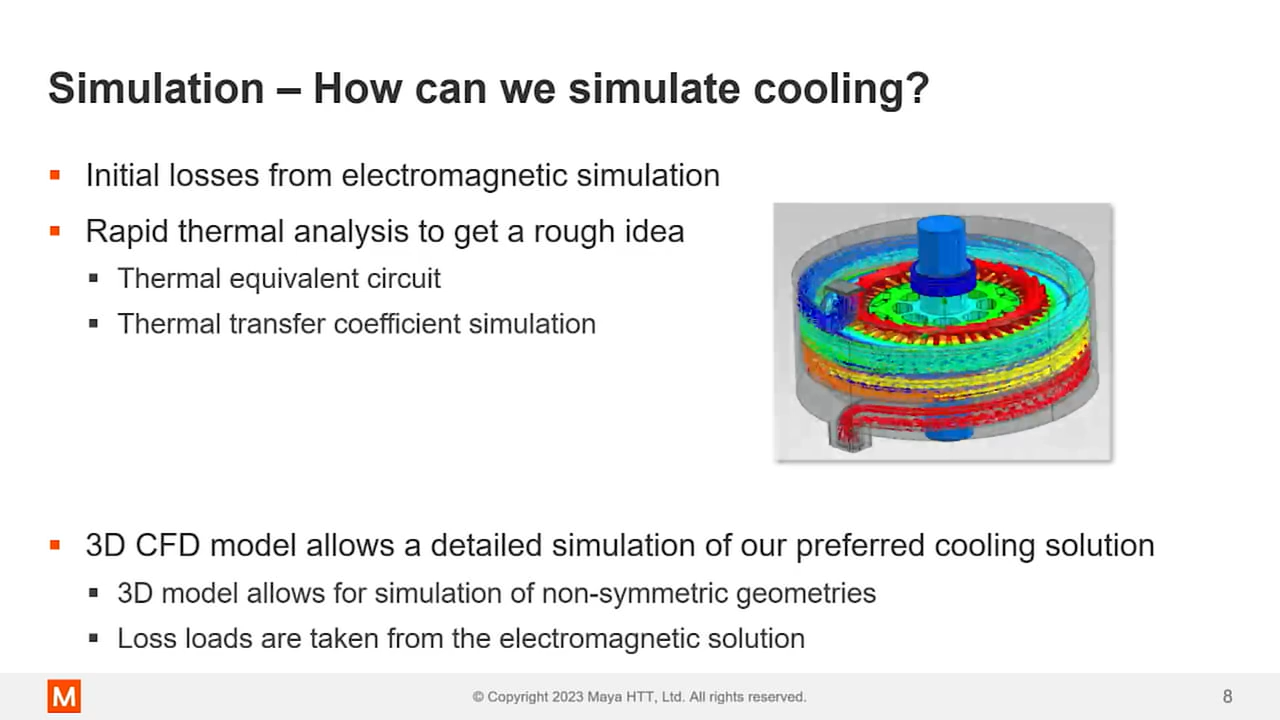 Simulation – How can we simulate cooling?
▪ Initial losses from electromagnetic simulation
▪ Rapid thermal analysis to get a rough idea
▪ Thermal equivalent circuit
▪ Thermal transfer coefficient simulation
▪ 3D CFD model allows a detailed simulation of our preferred cooling solution
▪ 3D model allows for simulation of non-symmetric geometries
▪ Loss loads are taken from the electromagnetic solution
M
© Copyright 2023 Maya HTT, Ltd. All rights reserved.
8